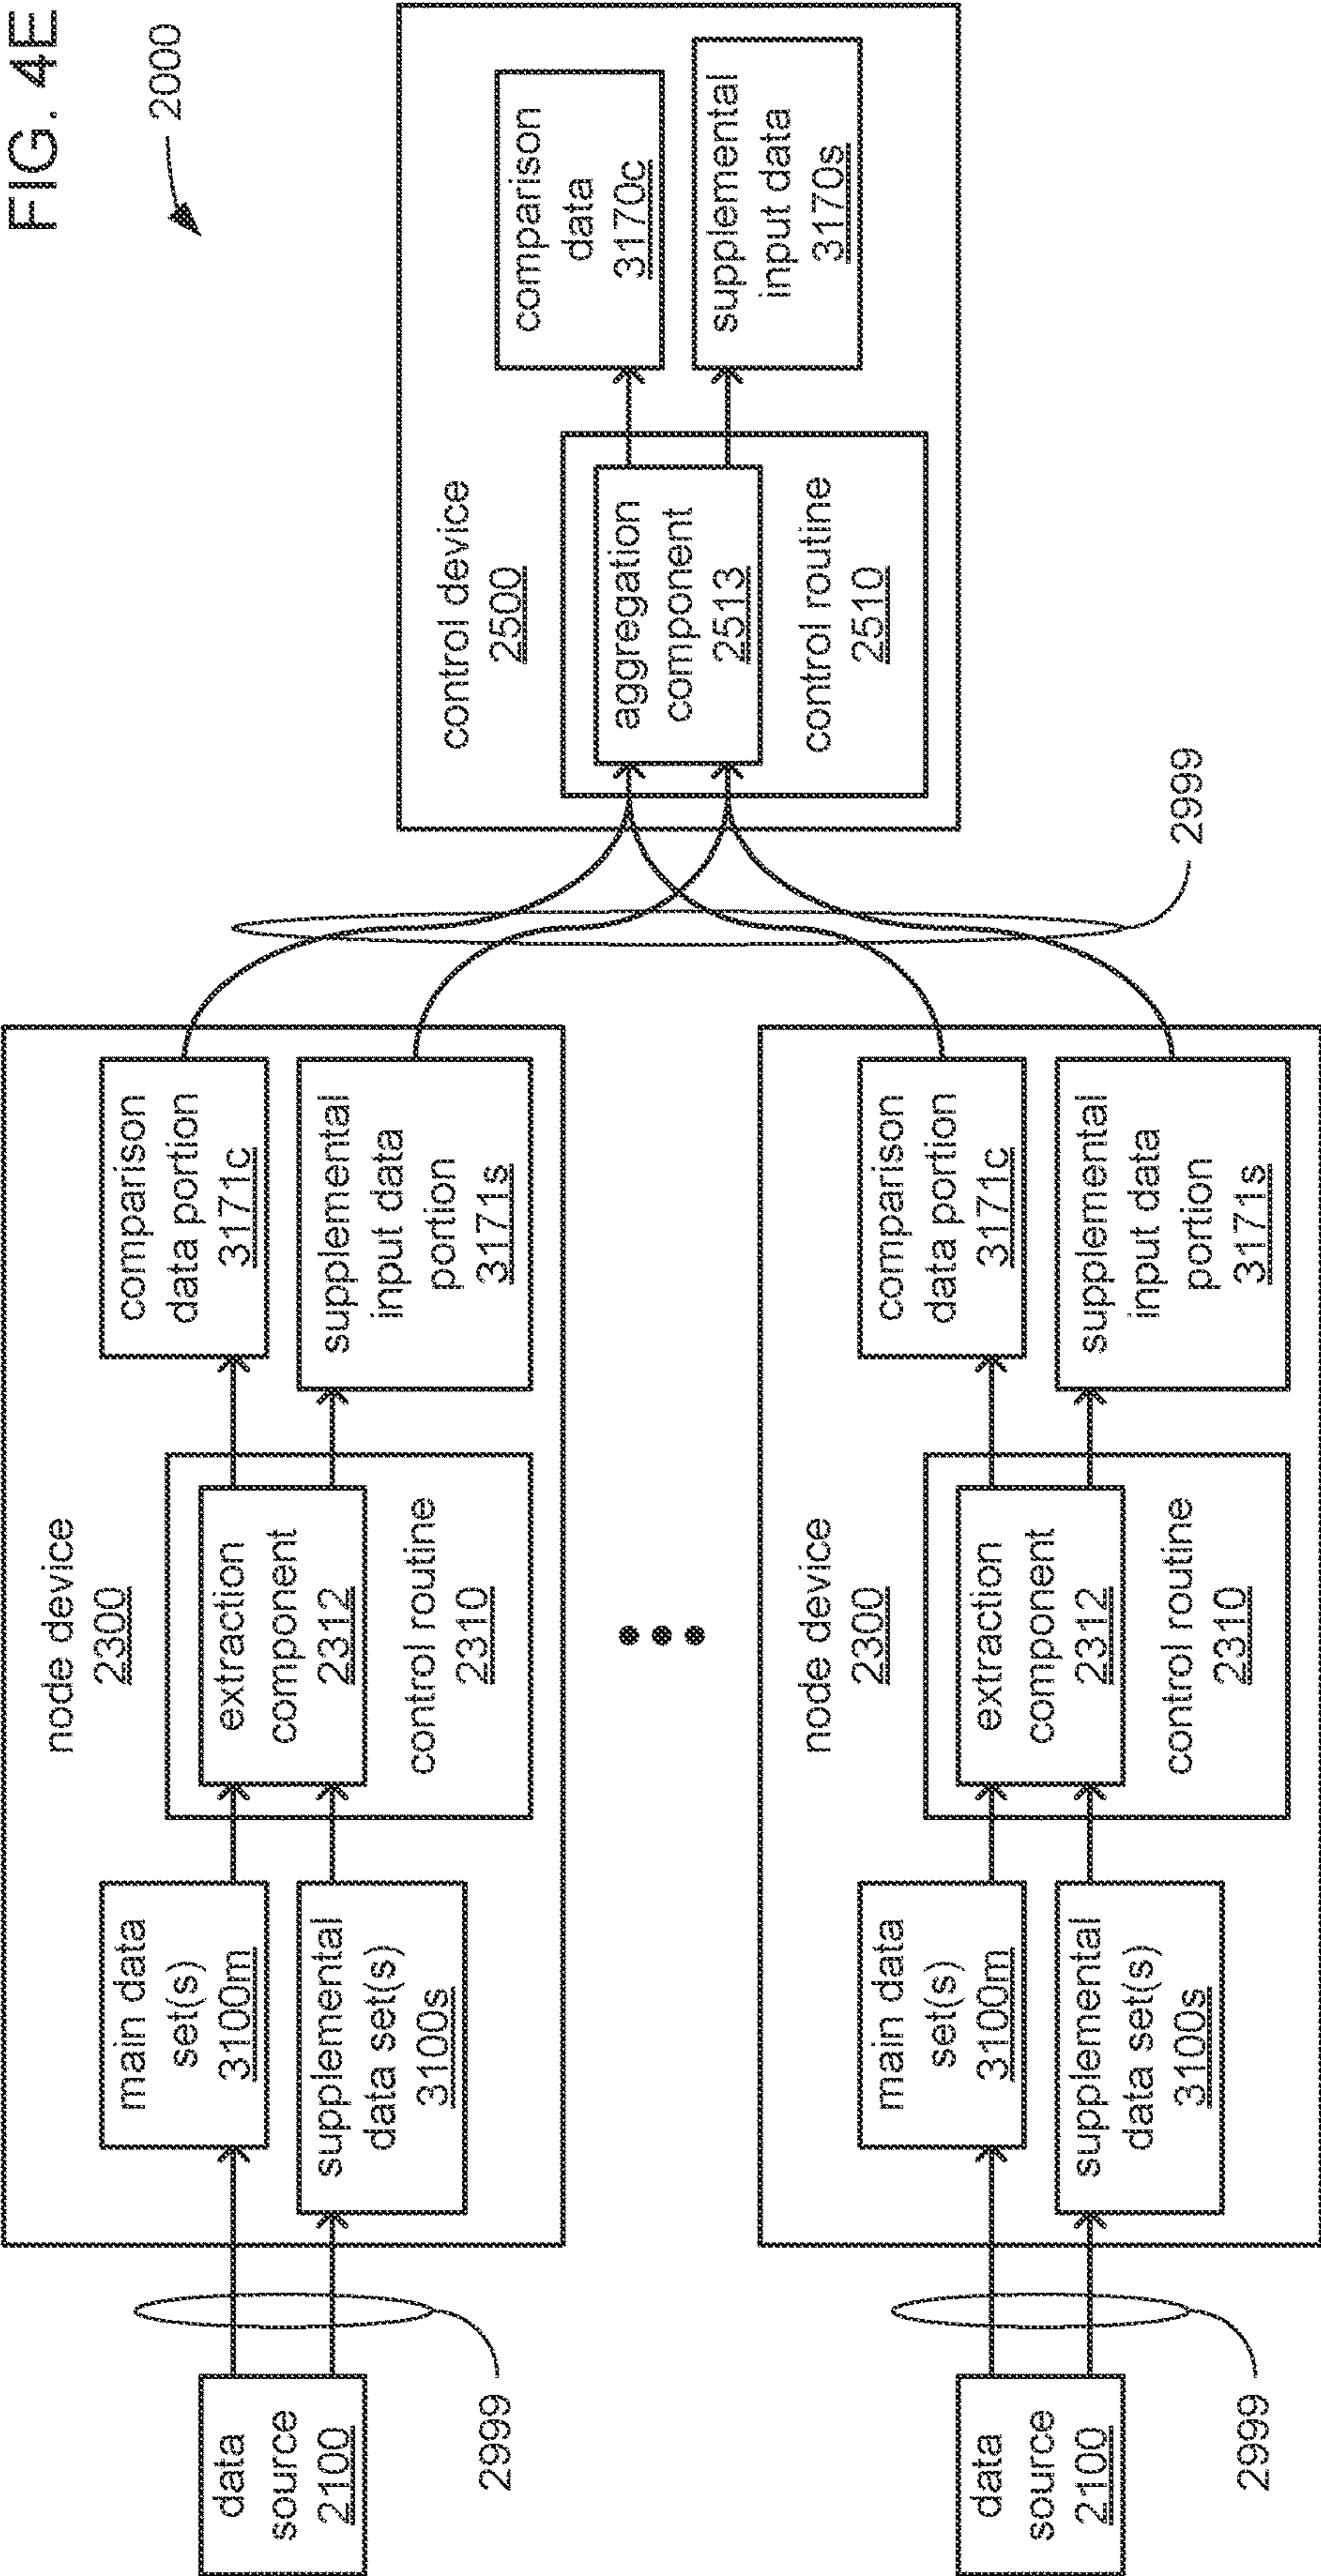 FIG. 4E
2000
data
source
2100
2999
node device
2300
main data
set(s)
3100m
supplemental
data set(s)
3100s
extraction
component
2312
control routine
2310
comparison
data portion
3171c
supplemental
input data
portion
3171s
data
source
2100
2999
node device
2300
main data
set(s)
3100m
supplemental
data set(s)
3100s
extraction
component
2312
control routine
2310
comparison
data portion
3171c
supplemental
input data
portion
3171s
2999
control device
2500
aggregation
component
2513
control routine
2510
comparison
data
3170c
supplemental
input data
3170s